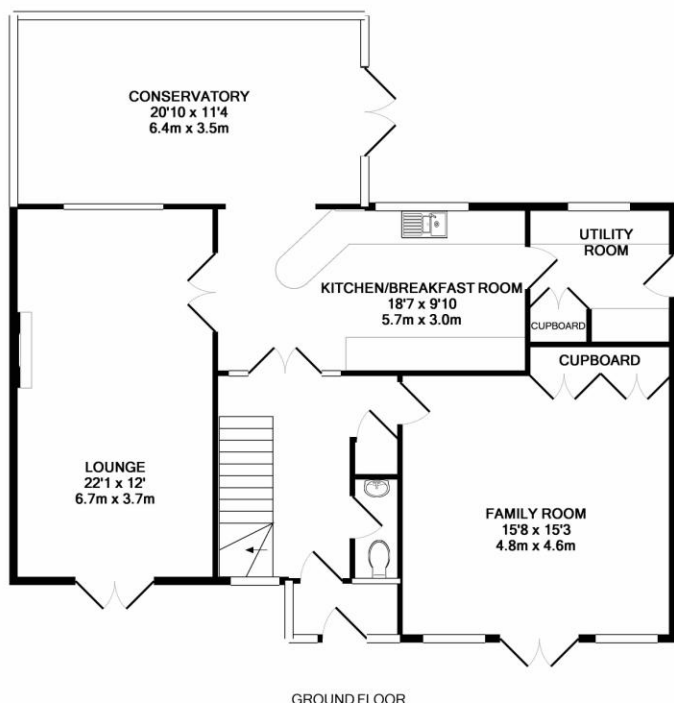 CONSERVATORY
20'10 x 11'4
6.4m x 3.5m
UTILITY
ROOM
KITCHEN/BREAKFAST ROOM
18'7 x 9'10
5.7m x 3.0m
CUPBOARD
CUPBOARD
LOUNGE
22'1 x 12'
6.7m x 3.7m
FAMILY ROOM
15'8 x 15'3
4.8m x 4.6m
GROUND FLOOR